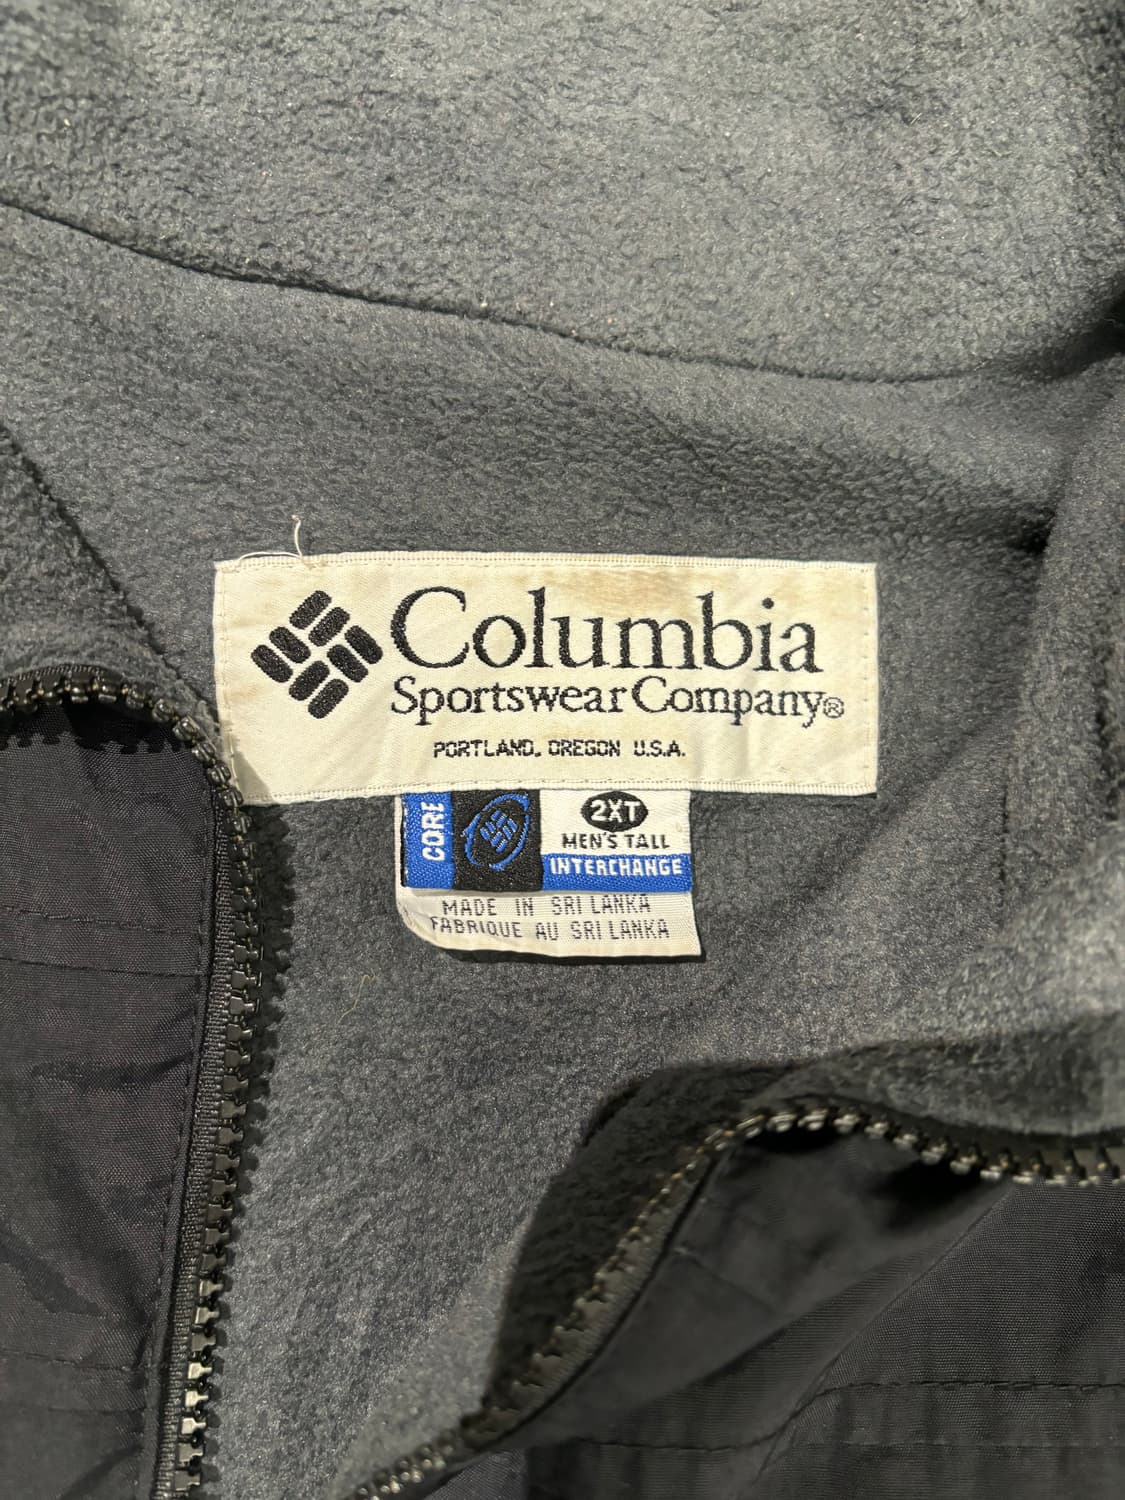 Columbia
Sportswear Company®
PORTLAND, OREGON U.S.A.
CORE
2XT
MEN'S TALL
INTERCHANGE
MADE IN SRI LANKA
FABRIQUE AU SRI LANKA